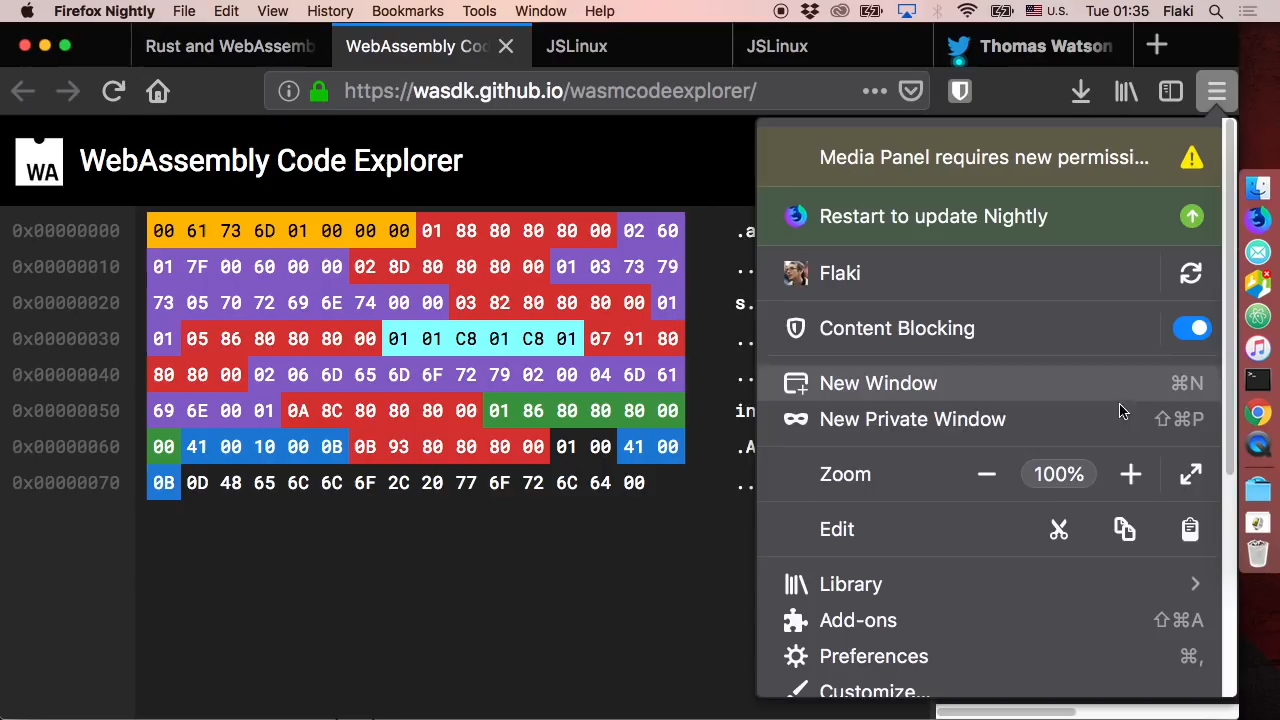 Firefox Nightly File Edit View History Bookmarks Tools Window Help U.S. Tue 01:35 Flaki
Rust and WebAssemb WebAssembly Co JSLinux JSLinux Thomas Watson
https://wasdk.github.io/wasmcodeexplorer/
WA WebAssembly Code Explorer
0x00000000 00 61 73 6D 01 00 00 00 01 88 80 80 80 00 02 60 .a
0x00000010 01 7F 00 60 00 00 00 02 8D 80 80 80 00 01 03 73 79 ..
0x00000020 73 05 70 72 69 6E 74 00 00 03 82 80 80 80 00 01 s.
0x00000030 01 05 86 80 80 80 00 01 01 C8 01 C8 01 07 91 80 ..
0x00000040 80 80 00 02 06 6D 65 6D 6F 72 79 02 00 04 6D 61 ..
0x00000050 69 6E 00 01 0A 8C 80 80 80 00 01 86 80 80 80 00 in
0x00000060 00 41 00 10 00 0B 0B 93 80 80 80 00 01 00 41 00 .A
0x00000070 0B 0D 48 65 6C 6C 6F 2C 20 77 6F 72 6C 64 00 ..
Media Panel requires new permissi...
Restart to update Nightly
Flaki
Content Blocking
New Window ⌘N
New Private Window ⇧⌘P
Zoom − 100% +
Edit
Library
Add-ons ⇧⌘A
Preferences ⌘,
Customize...